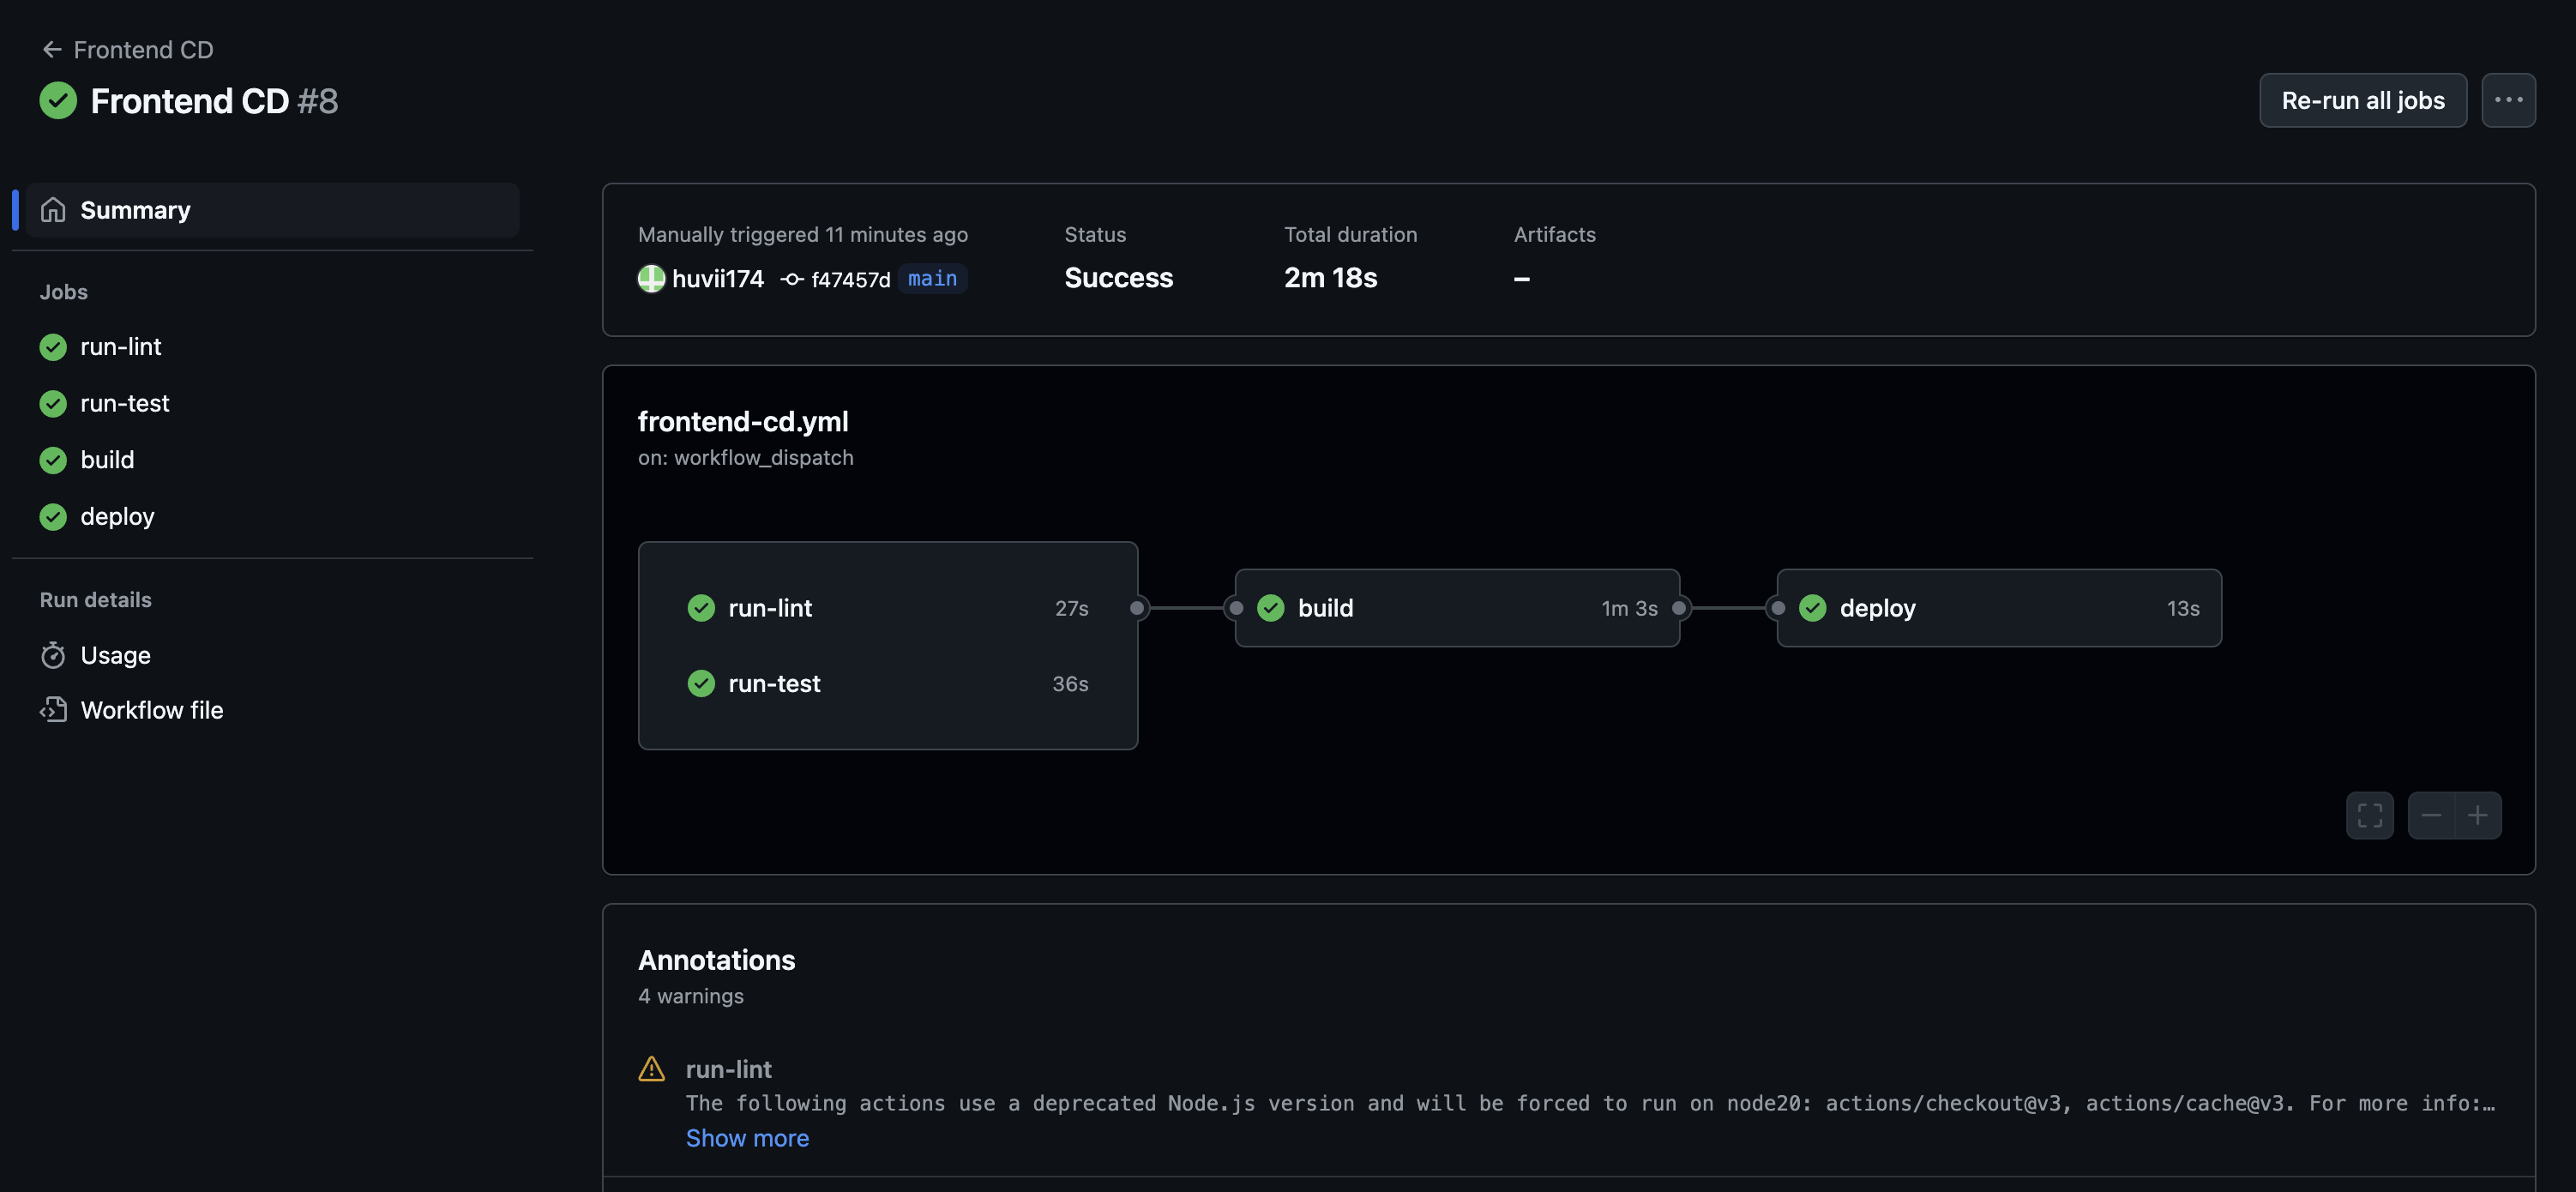 ← Frontend CD
Frontend CD #8
Re-run all jobs
Summary
Jobs
run-lint
run-test
build
deploy
Run details
Usage
Workflow file
Manually triggered 11 minutes ago
huvii174 f47457d main
Status
Success
Total duration
2m 18s
Artifacts
–
frontend-cd.yml
on: workflow_dispatch
run-lint 27s
run-test 36s
build 1m 3s
deploy 13s
Annotations
4 warnings
run-lint
The following actions use a deprecated Node.js version and will be forced to run on node20: actions/checkout@v3, actions/cache@v3. For more info:…
Show more